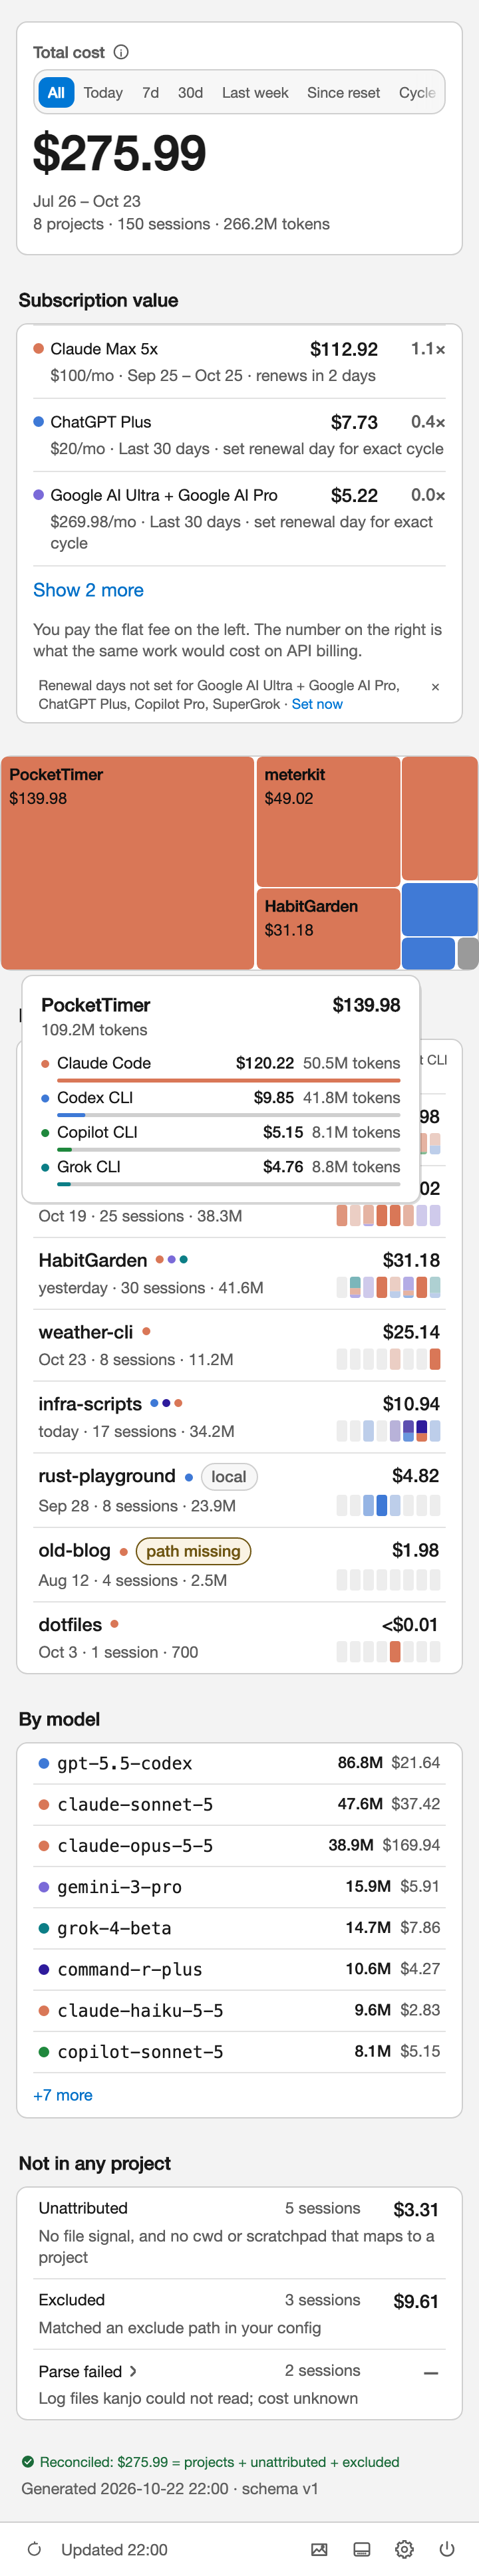 Total cost
All Today 7d 30d Last week Since reset Cycle
$275.99
Jul 26 – Oct 23
8 projects · 150 sessions · 266.2M tokens
Subscription value
Claude Max 5x $112.92 1.1×
$100/mo · Sep 25 – Oct 25 · renews in 2 days
ChatGPT Plus $7.73 0.4×
$20/mo · Last 30 days · set renewal day for exact cycle
Google AI Ultra + Google AI Pro $5.22 0.0×
$269.98/mo · Last 30 days · set renewal day for exact
cycle
Show 2 more
You pay the flat fee on the left. The number on the right is
what the same work would cost on API billing.
Renewal days not set for Google AI Ultra + Google AI Pro, ×
ChatGPT Plus, Copilot Pro, SuperGrok · Set now
PocketTimer
$139.98
meterkit
$49.02
HabitGarden
$31.18
PocketTimer $139.98
109.2M tokens
Claude Code $120.22 50.5M tokens
Codex CLI $9.85 41.8M tokens
Copilot CLI $5.15 8.1M tokens
Grok CLI $4.76 8.8M tokens
t CLI
98
02
Oct 19 · 25 sessions · 38.3M
HabitGarden $31.18
yesterday · 30 sessions · 41.6M
weather-cli $25.14
Oct 23 · 8 sessions · 11.2M
infra-scripts $10.94
today · 17 sessions · 34.2M
rust-playground local $4.82
Sep 28 · 8 sessions · 23.9M
old-blog path missing $1.98
Aug 12 · 4 sessions · 2.5M
dotfiles <$0.01
Oct 3 · 1 session · 700
By model
gpt-5.5-codex 86.8M $21.64
claude-sonnet-5 47.6M $37.42
claude-opus-5-5 38.9M $169.94
gemini-3-pro 15.9M $5.91
grok-4-beta 14.7M $7.86
command-r-plus 10.6M $4.27
claude-haiku-5-5 9.6M $2.83
copilot-sonnet-5 8.1M $5.15
+7 more
Not in any project
Unattributed 5 sessions $3.31
No file signal, and no cwd or scratchpad that maps to a
project
Excluded 3 sessions $9.61
Matched an exclude path in your config
Parse failed 2 sessions —
Log files kanjo could not read; cost unknown
Reconciled: $275.99 = projects + unattributed + excluded
Generated 2026-10-22 22:00 · schema v1
Updated 22:00